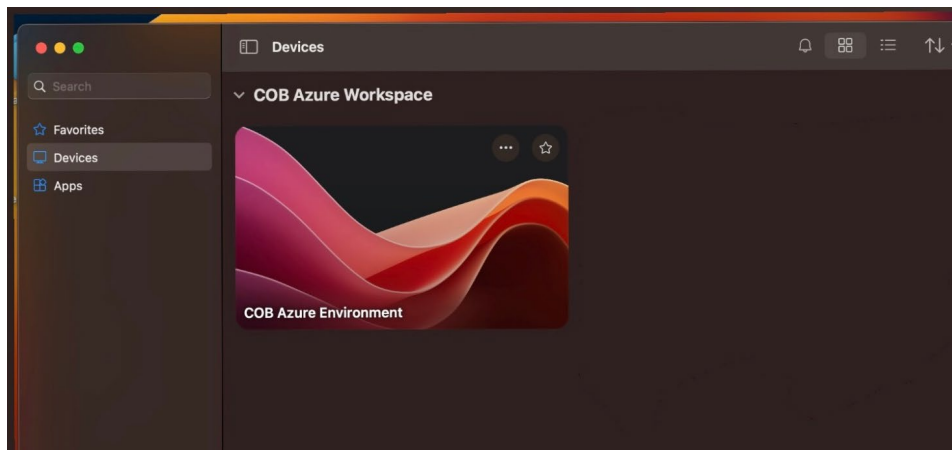 Devices
Search
COB Azure Workspace
Favorites
Devices
Apps
COB Azure Environment